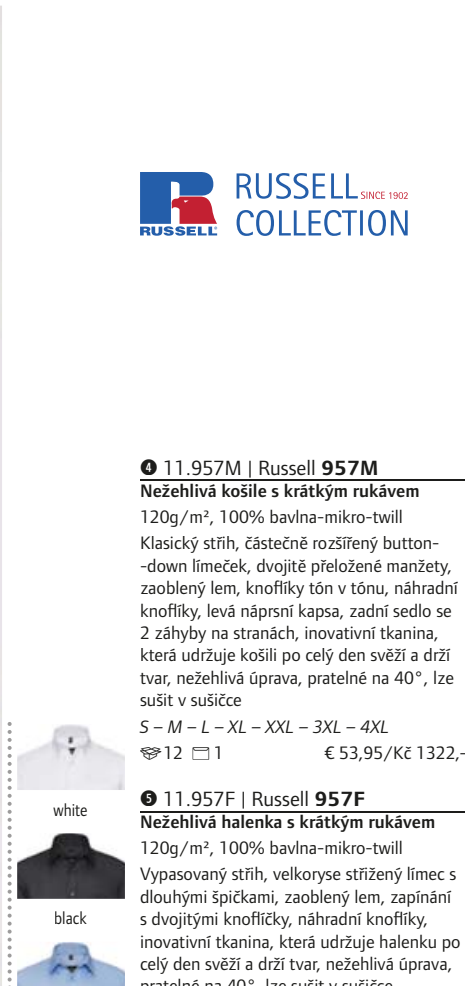 RUSSELL
RUSSELL SINCE 1902
COLLECTION
❹ 11.957M | Russell 957M
Nežehlivá košile s krátkým rukávem
120g/m², 100% bavlna-mikro-twill
Klasický střih, částečně rozšířený button-
-down límeček, dvojitě přeložené manžety,
zaoblený lem, knoflíky tón v tónu, náhradní
knoflíky, levá náprsní kapsa, zadní sedlo se
2 záhyby na stranách, inovativní tkanina,
která udržuje košili po celý den svěží a drží
tvar, nežehlivá úprava, pratelné na 40°, lze
sušit v sušičce
S – M – L – XL – XXL – 3XL – 4XL
12 1 € 53,95/Kč 1322,-
❺ 11.957F | Russell 957F
Nežehlivá halenka s krátkým rukávem
120g/m², 100% bavlna-mikro-twill
Vypasovaný střih, velkoryse střižený límec s
dlouhými špičkami, zaoblený lem, zapínání
s dvojitými knoflíčky, náhradní knoflíky,
inovativní tkanina, která udržuje halenku po
celý den svěží a drží tvar, nežehlivá úprava,
pratelné na 40°, lze sušit v sušičce
white
black